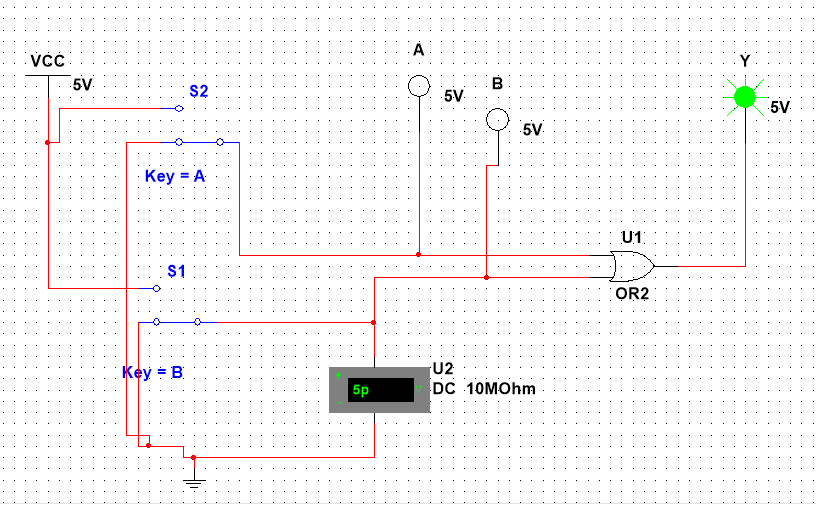 VCC
5V
S2
Key = A
A
5V
B
5V
Y
5V
U1
OR2
S1
Key = B
U2
DC 10MOhm
+
5p
-